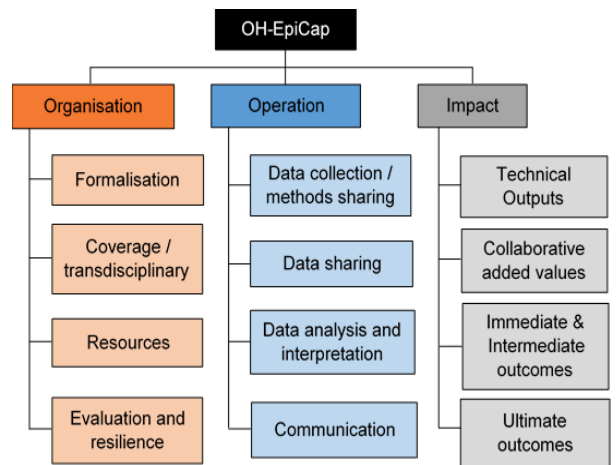 OH-EpiCap
Organisation
Operation
Impact
Formalisation
Coverage /
transdisciplinary
Resources
Evaluation and
resilience
Data collection /
methods sharing
Data sharing
Data analysis and
interpretation
Communication
Technical
Outputs
Collaborative
added values
Immediate &
Intermediate
outcomes
Ultimate
outcomes